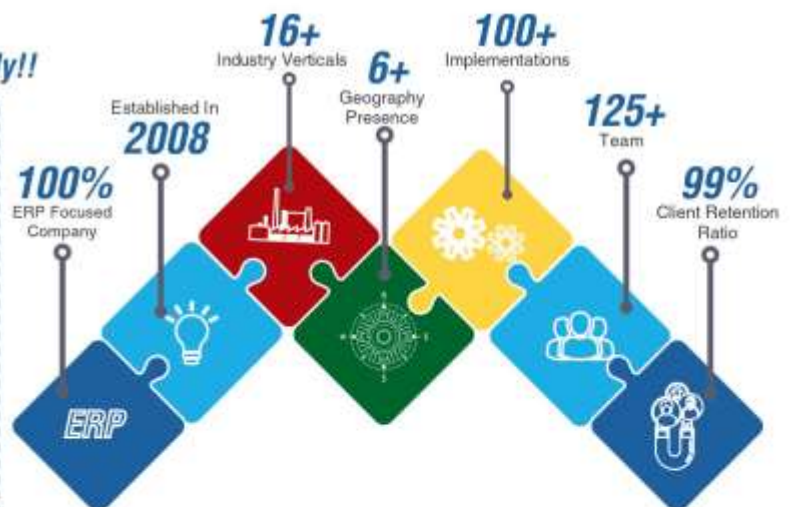 ly!!
100%
ERP Focused
Company
Established In
2008
16+
Industry Verticals
6+
Geography
Presence
100+
Implementations
125+
Team
99%
Client Retention
Ratio
ERP